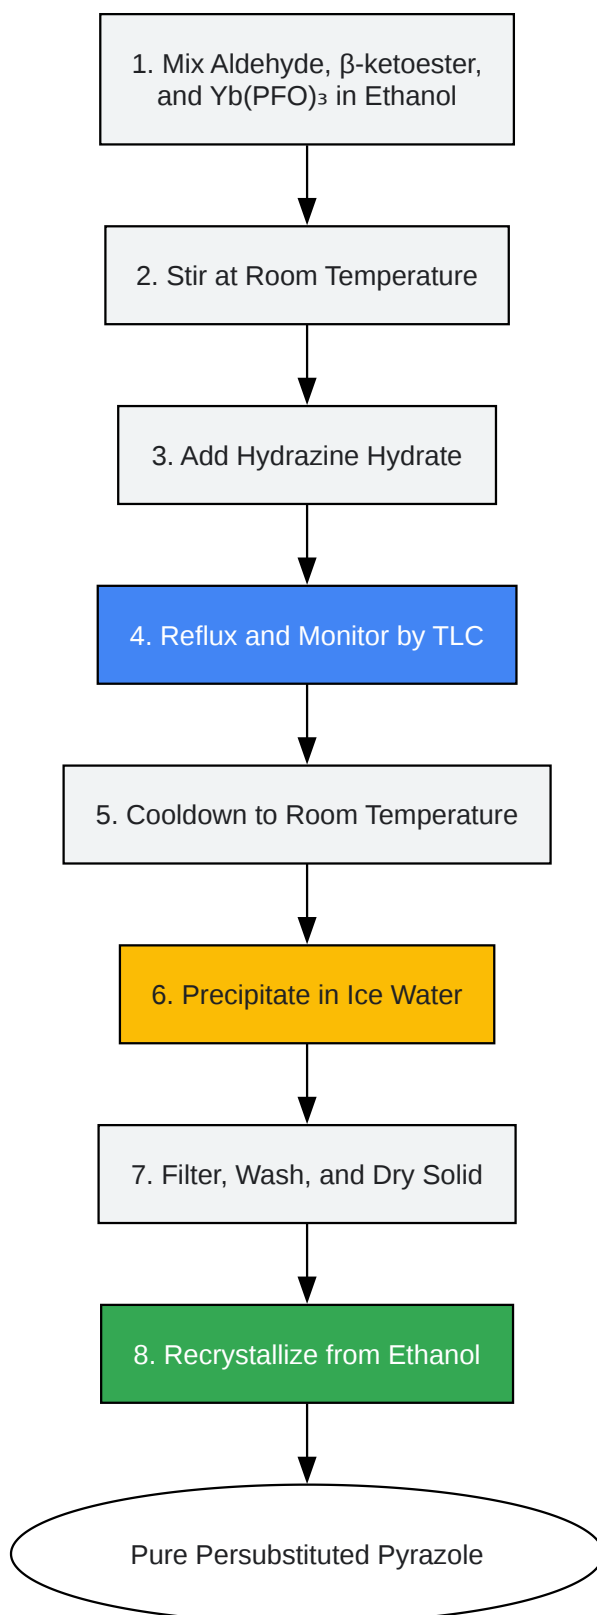 1. Mix Aldehyde, β-ketoester,
and Yb(PFO)₃ in Ethanol
2. Stir at Room Temperature
3. Add Hydrazine Hydrate
4. Reflux and Monitor by TLC
5. Cooldown to Room Temperature
6. Precipitate in Ice Water
7. Filter, Wash, and Dry Solid
8. Recrystallize from Ethanol
Pure Persubstituted Pyrazole